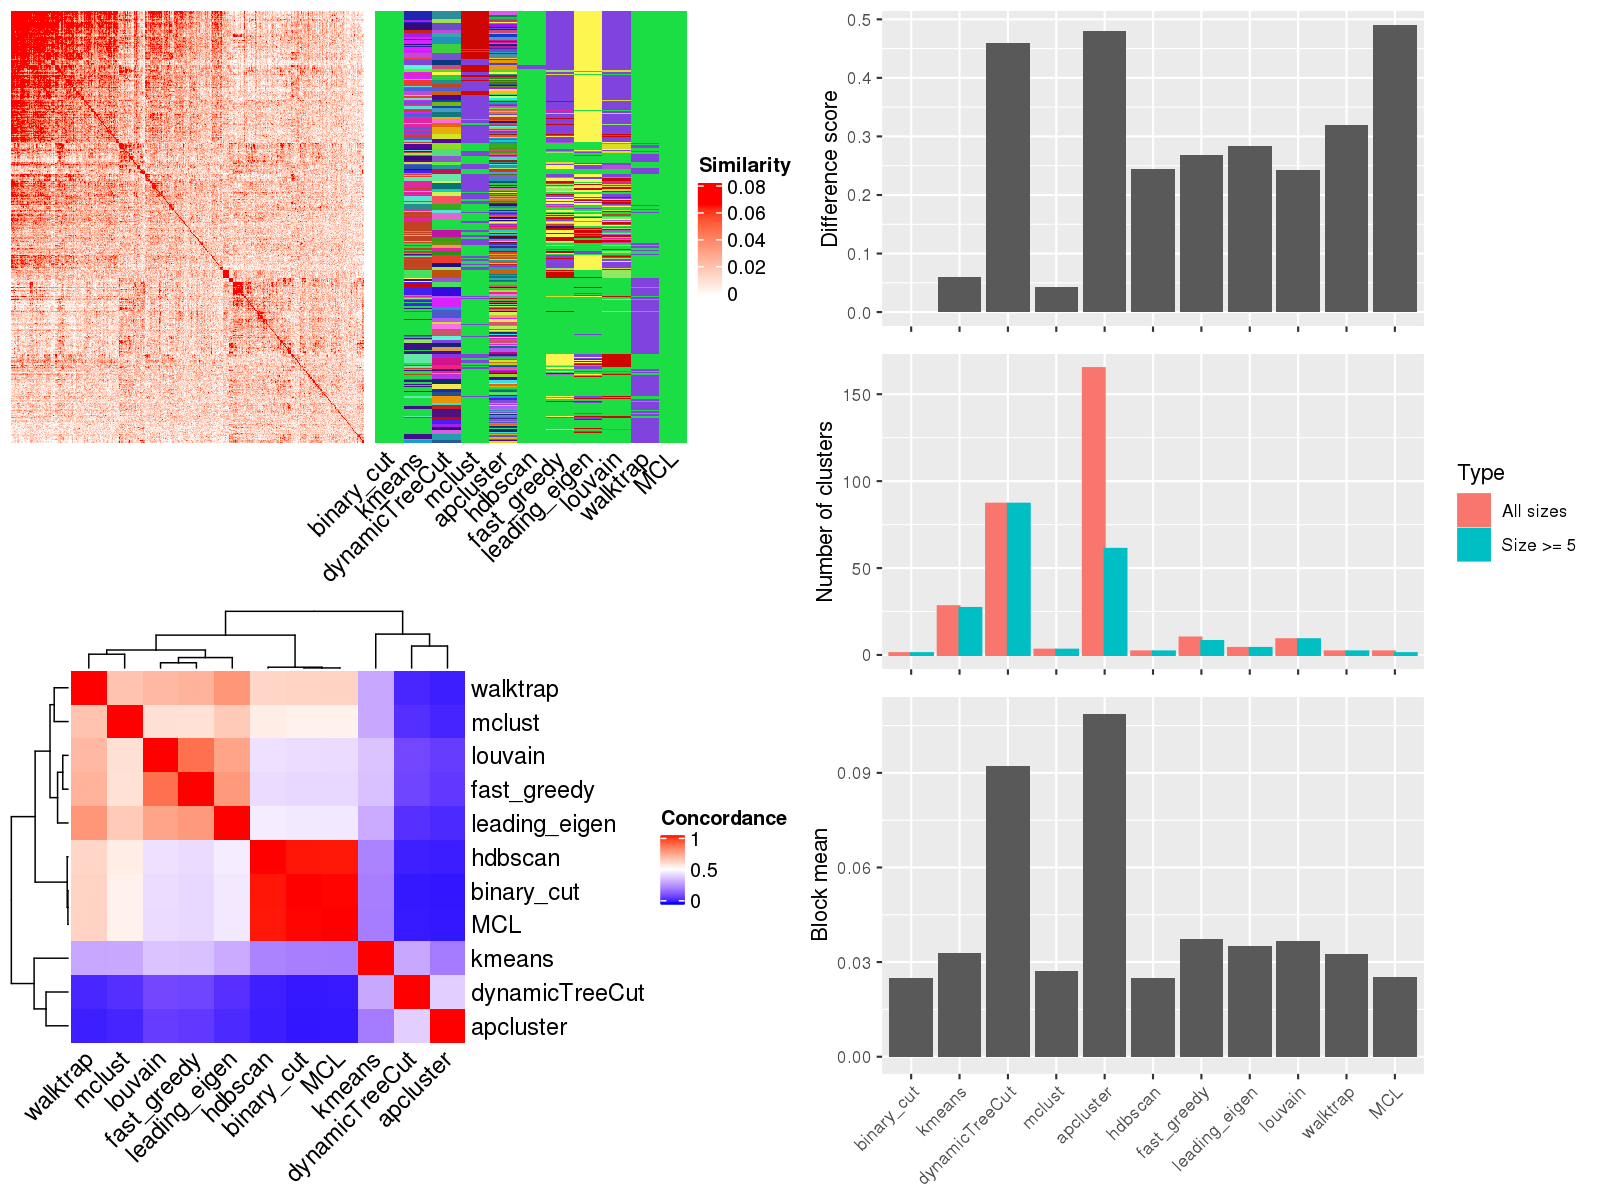 Similarity
0.08
0.06
0.04
0.02
0
binary_cut
kmeans
dynamicTreeCut
mclust
apcluster
hdbscan
fast_greedy
leading_eigen
louvain
walktrap
MCL
walktrap
mclust
louvain
fast_greedy
leading_eigen
hdbscan
binary_cut
MCL
kmeans
dynamicTreeCut
apcluster
Concordance
1
0.5
0
walktrap
mclust
louvain
fast_greedy
leading_eigen
hdbscan
binary_cut
MCL
kmeans
dynamicTreeCut
apcluster
Difference score
0.5
0.4
0.3
0.2
0.1
0.0
Number of clusters
150
100
50
0
Type
All sizes
Size >= 5
Block mean
0.09
0.06
0.03
0.00
binary_cut
kmeans
dynamicTreeCut
mclust
apcluster
hdbscan
fast_greedy
leading_eigen
louvain
walktrap
MCL